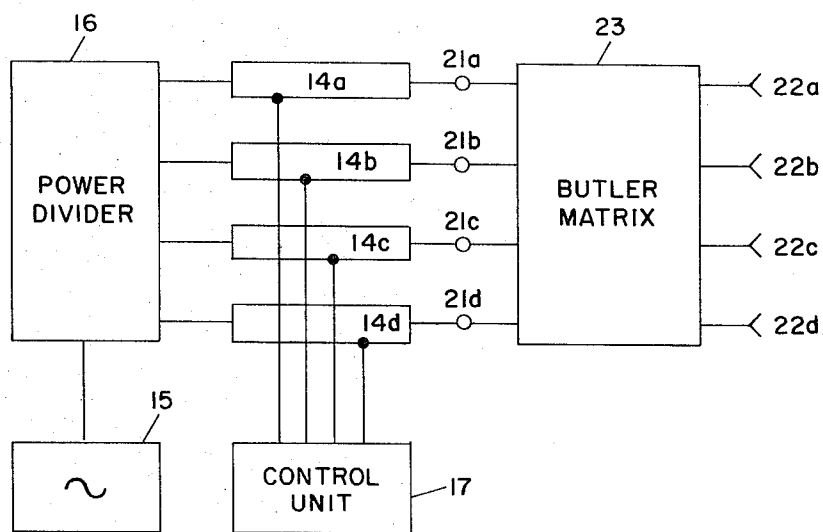 16
23
21a
14a
22a
21b
14b
22b
POWER
DIVIDER
BUTLER
MATRIX
21c
14c
22c
21d
14d
22d
15
CONTROL
UNIT
17